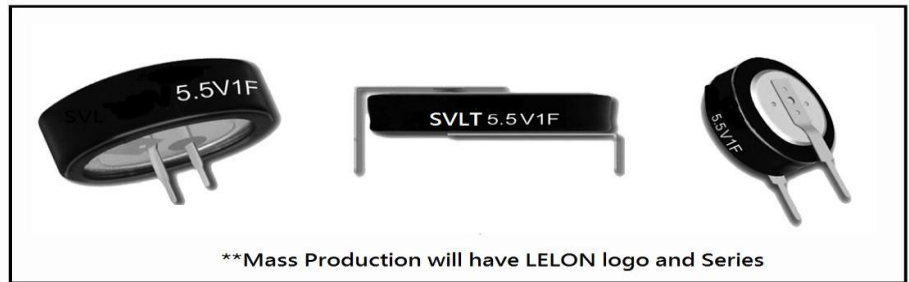 SVL 5.5V1F
SVLT 5.5V1F
5.5V1F
**Mass Production will have LELON logo and Series